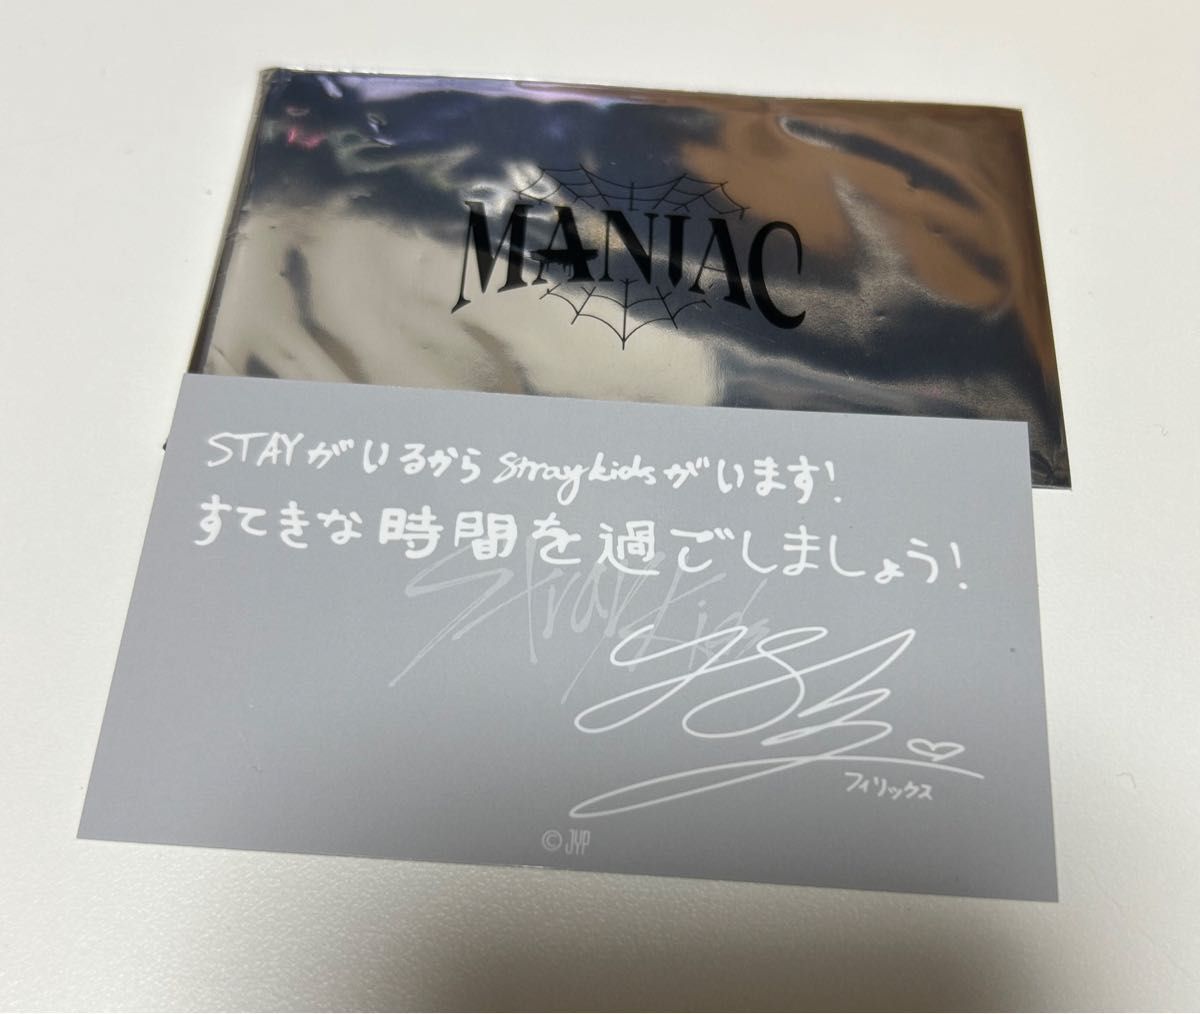 MANIAC
STAYがいるからStraykidsがいます!
すてきな時間を過ごしましょう!
Stray Kids
フィリックス
© JYP